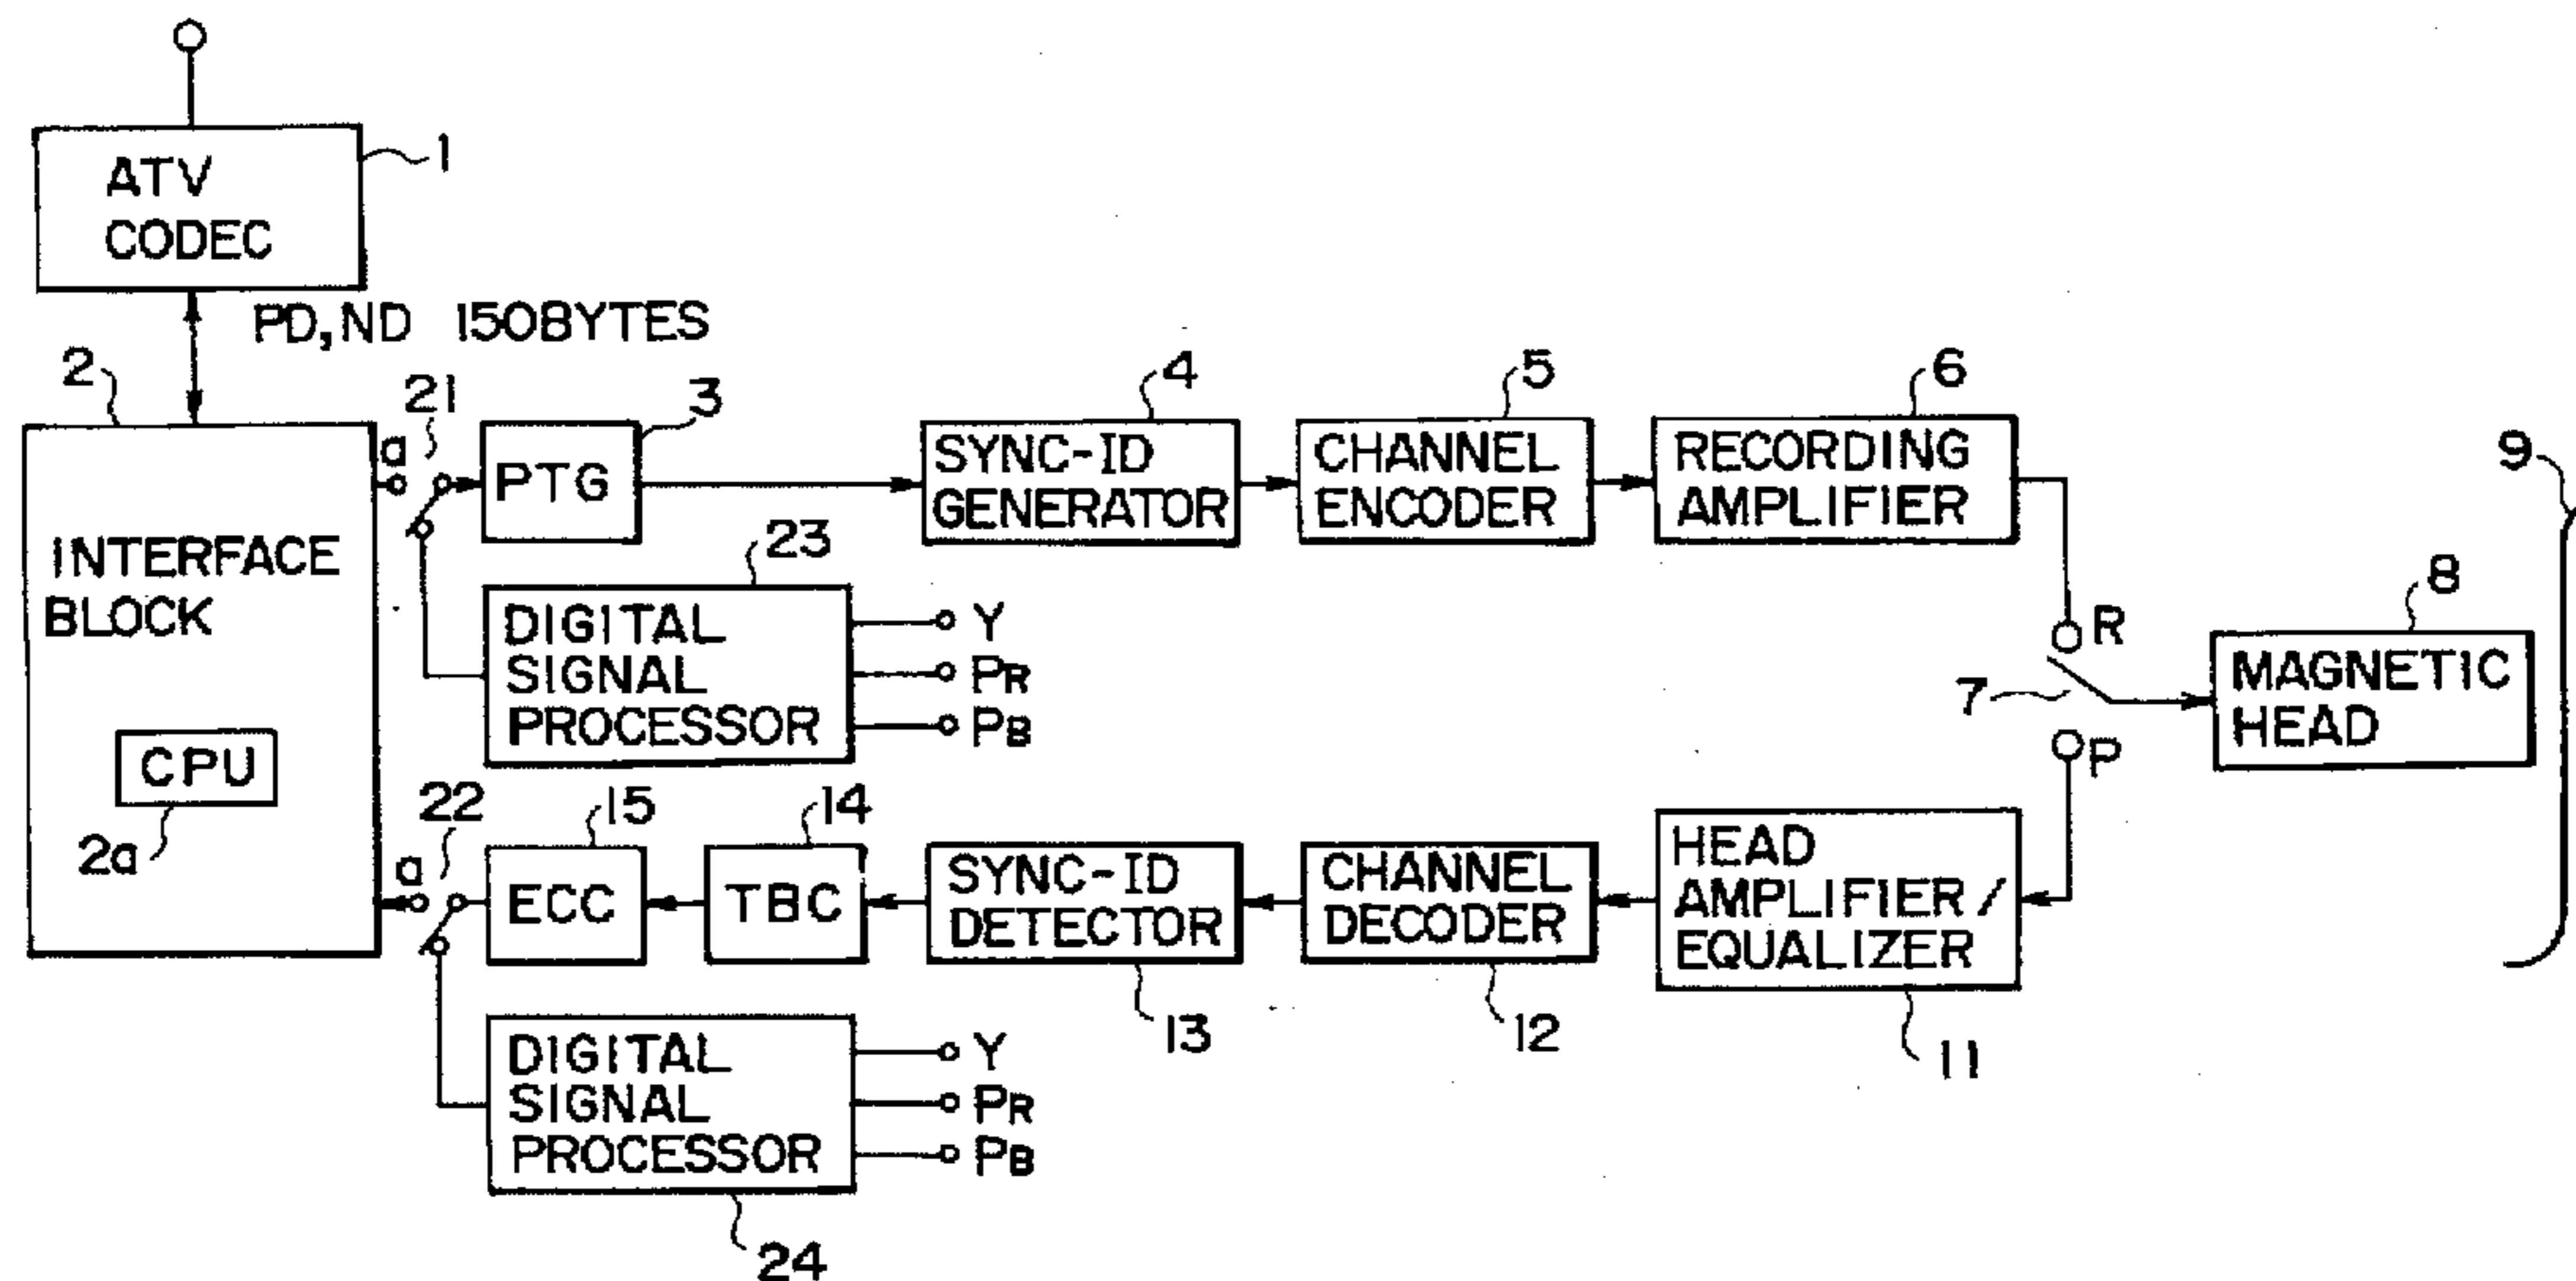 ATV
CODEC
1
PD,ND 150BYTES
2
21
3
4
5
6
9
a
PTG
SYNC-ID
GENERATOR
CHANNEL
ENCODER
RECORDING
AMPLIFIER
INTERFACE
BLOCK
23
DIGITAL
SIGNAL
PROCESSOR
Y
PR
PB
R
7
P
8
MAGNETIC
HEAD
CPU
2a
22
15
14
a
ECC
TBC
SYNC-ID
DETECTOR
CHANNEL
DECODER
HEAD
AMPLIFIER/
EQUALIZER
13
12
11
DIGITAL
SIGNAL
PROCESSOR
Y
PR
PB
24